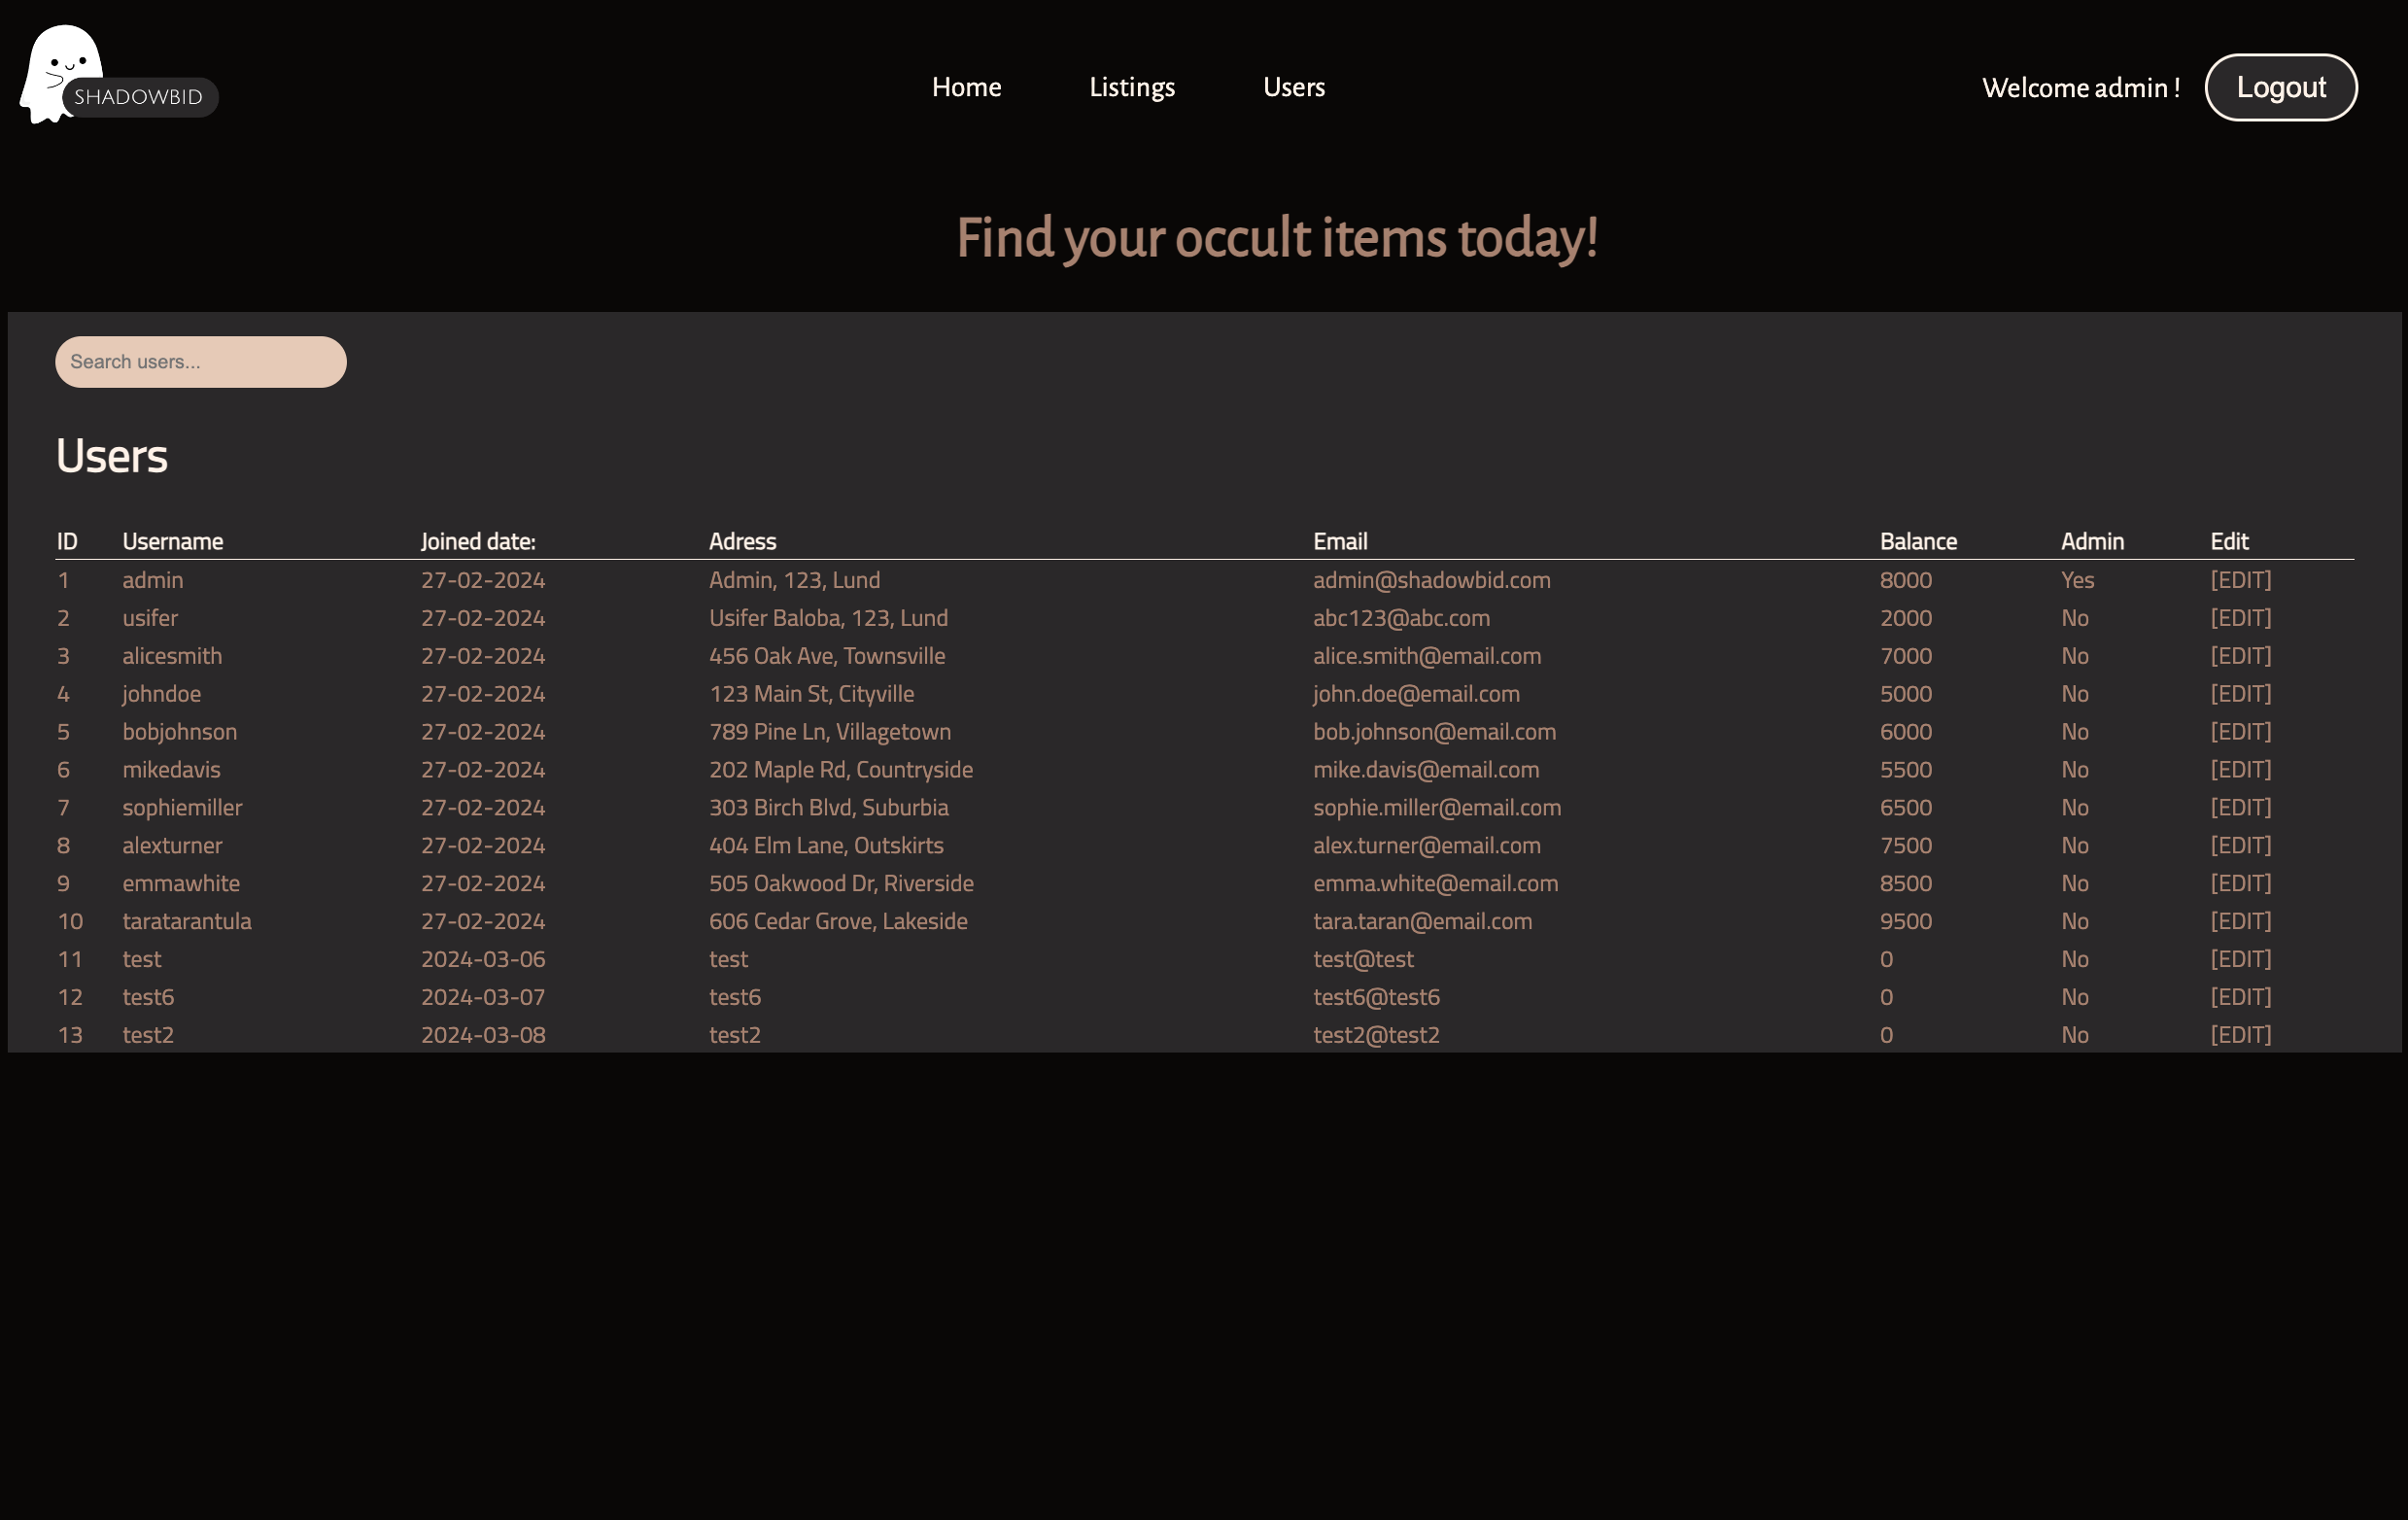 SHADOWBID
Home Listings Users
Welcome admin ! Logout
Find your occult items today!
Search users...
Users
ID Username Joined date: Adress Email Balance Admin Edit
1 admin 27-02-2024 Admin, 123, Lund admin@shadowbid.com 8000 Yes [EDIT]
2 usifer 27-02-2024 Usifer Baloba, 123, Lund abc123@abc.com 2000 No [EDIT]
3 alicesmith 27-02-2024 456 Oak Ave, Townsville alice.smith@email.com 7000 No [EDIT]
4 johndoe 27-02-2024 123 Main St, Cityville john.doe@email.com 5000 No [EDIT]
5 bobjohnson 27-02-2024 789 Pine Ln, Villagetown bob.johnson@email.com 6000 No [EDIT]
6 mikedavis 27-02-2024 202 Maple Rd, Countryside mike.davis@email.com 5500 No [EDIT]
7 sophiemiller 27-02-2024 303 Birch Blvd, Suburbia sophie.miller@email.com 6500 No [EDIT]
8 alexturner 27-02-2024 404 Elm Lane, Outskirts alex.turner@email.com 7500 No [EDIT]
9 emmawhite 27-02-2024 505 Oakwood Dr, Riverside emma.white@email.com 8500 No [EDIT]
10 taratarantula 27-02-2024 606 Cedar Grove, Lakeside tara.taran@email.com 9500 No [EDIT]
11 test 2024-03-06 test test@test 0 No [EDIT]
12 test6 2024-03-07 test6 test6@test6 0 No [EDIT]
13 test2 2024-03-08 test2 test2@test2 0 No [EDIT]